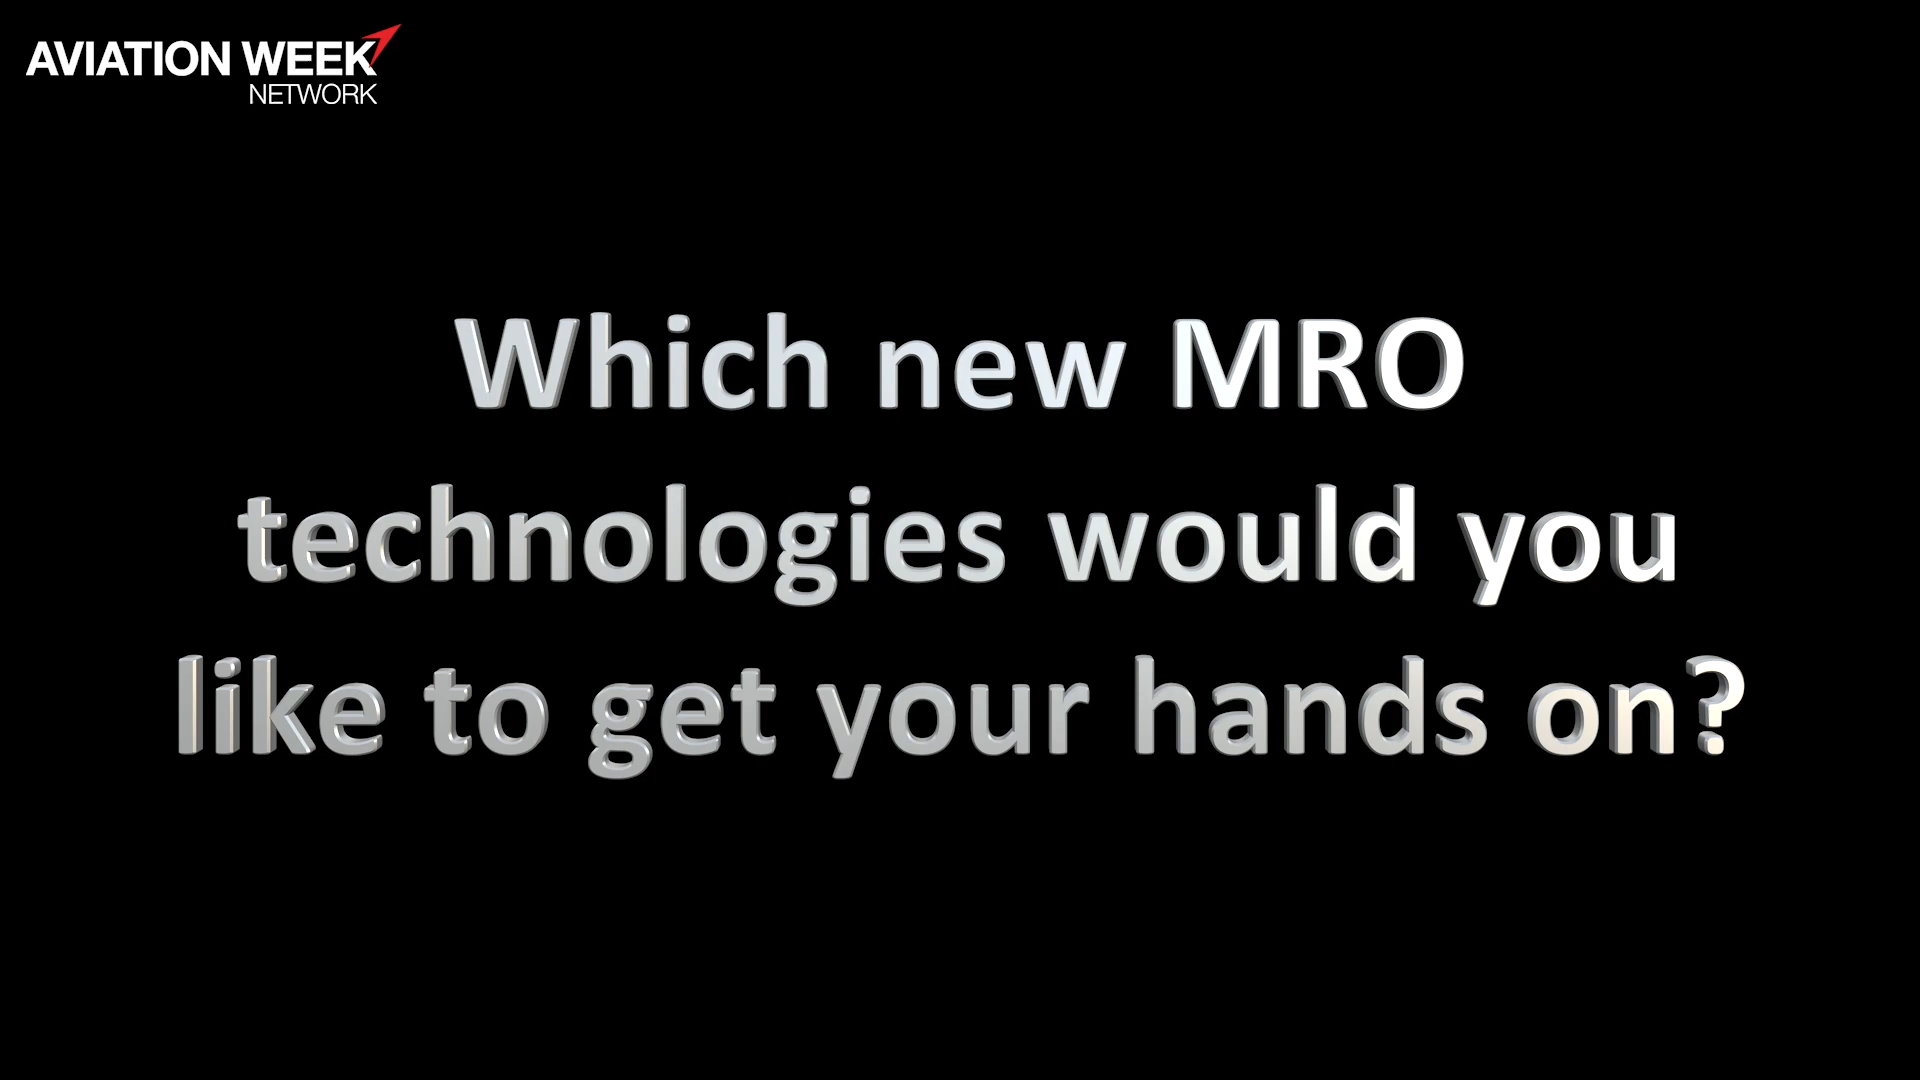 AVIATION WEEK
NETWORK
Which new MRO
technologies would you
like to get your hands on?